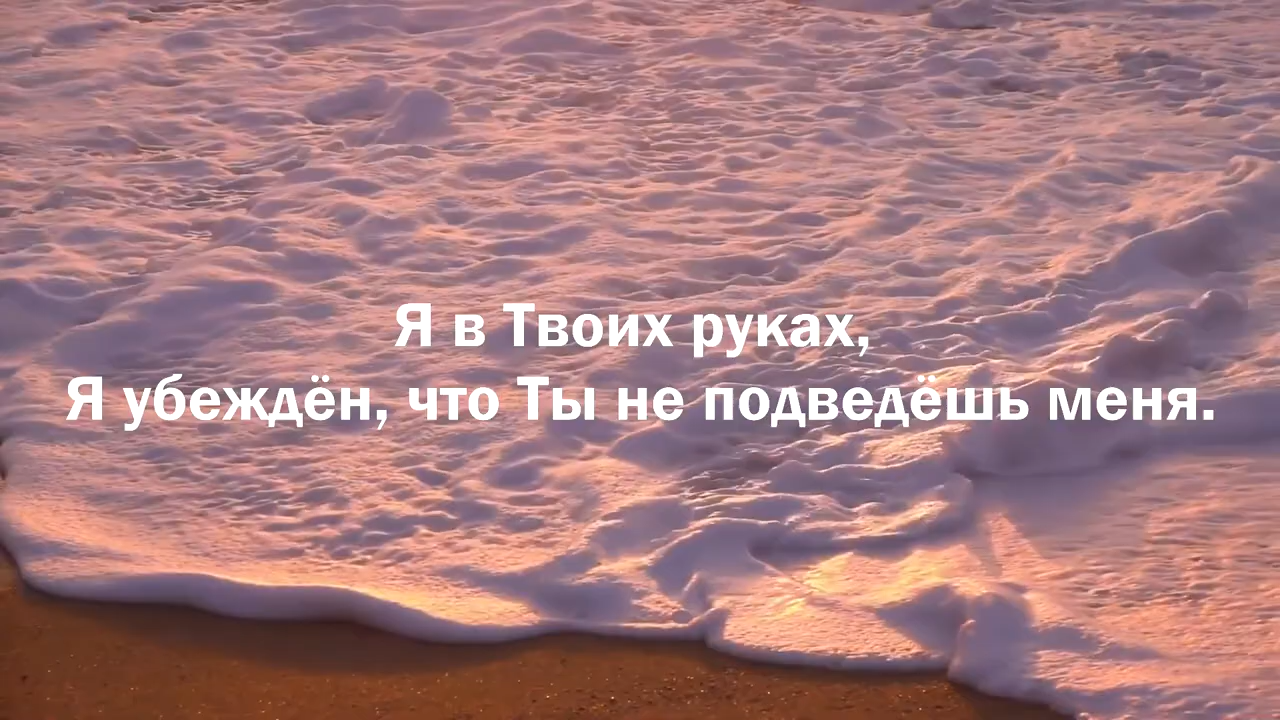 Я в Твоих руках,
Я убеждён, что Ты не подведёшь меня.